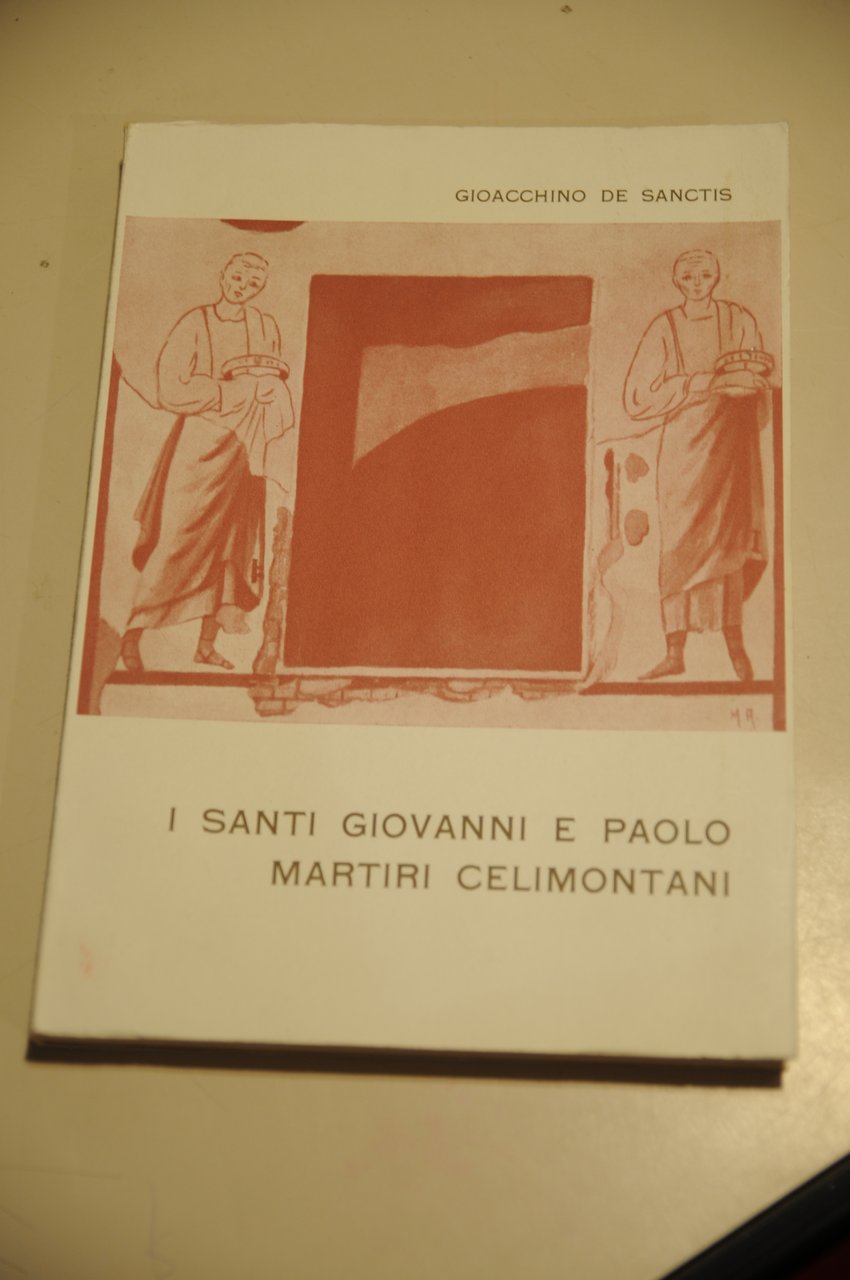 GIOACCHINO DE SANCTIS
M A.
I SANTI GIOVANNI E PAOLO
MARTIRI CELIMONTANI